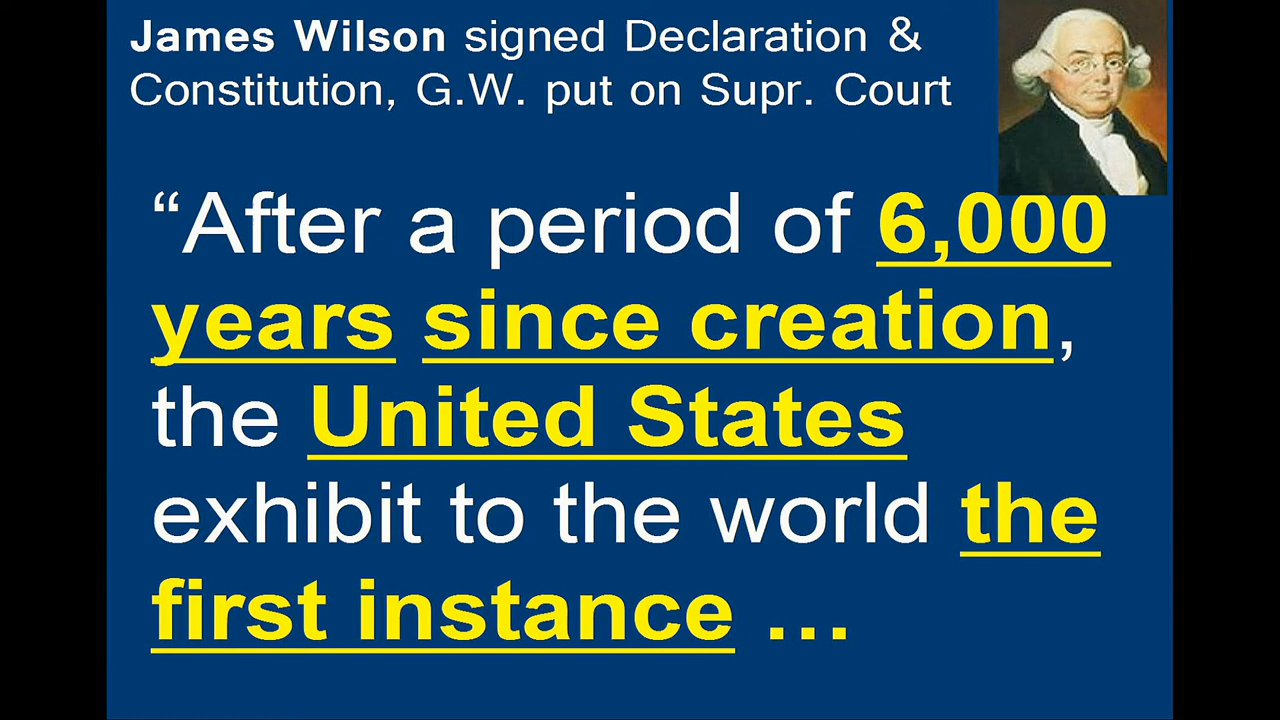 James Wilson signed Declaration &
Constitution, G.W. put on Supr. Court
“After a period of 6,000
years since creation,
the United States
exhibit to the world the
first instance ...